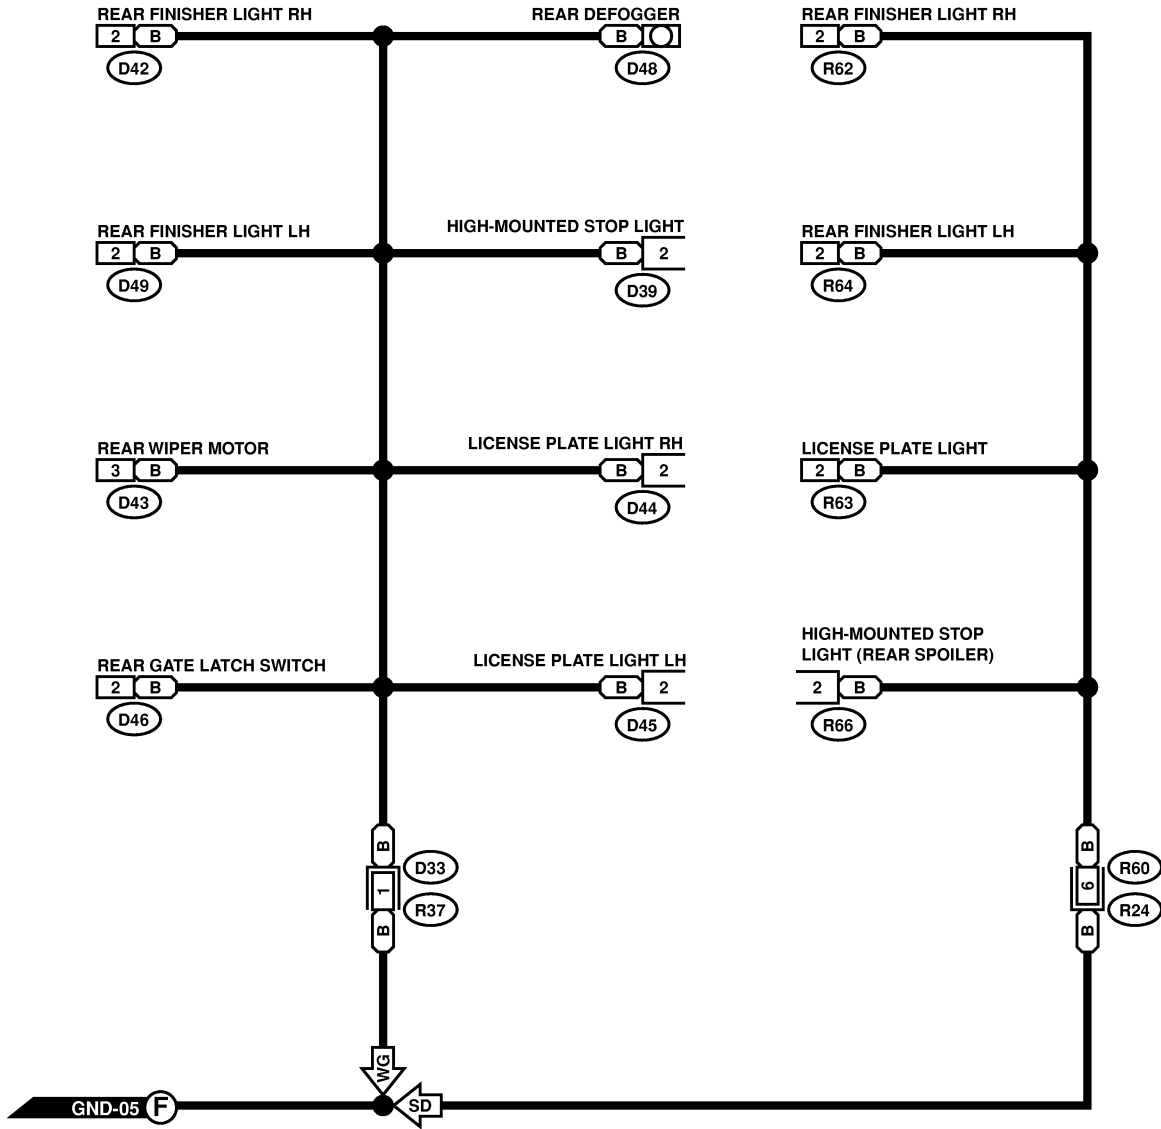 REAR FINISHER LIGHT RH
2 B
D42
REAR DEFOGGER
B
D48
REAR FINISHER LIGHT RH
2 B
R62
REAR FINISHER LIGHT LH
2 B
D49
HIGH-MOUNTED STOP LIGHT
B 2
D39
REAR FINISHER LIGHT LH
2 B
R64
REAR WIPER MOTOR
3 B
D43
LICENSE PLATE LIGHT RH
B 2
D44
LICENSE PLATE LIGHT
2 B
R63
REAR GATE LATCH SWITCH
2 B
D46
LICENSE PLATE LIGHT LH
B 2
D45
HIGH-MOUNTED STOP
LIGHT (REAR SPOILER)
2 B
R66
B
1
B
D33
R37
B
6
B
R60
R24
WG
SD
GND-05 F